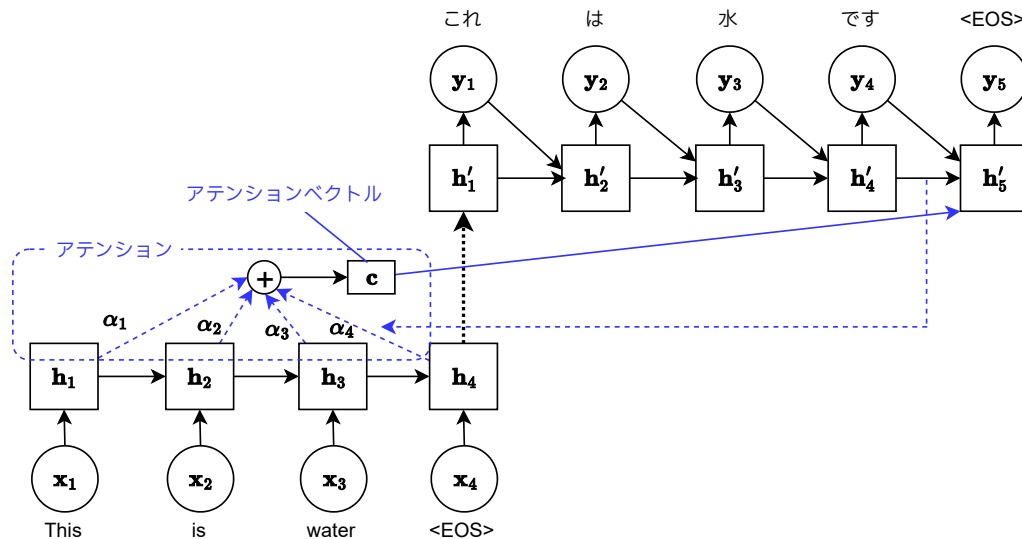 これ は 水 です <EOS>
y₁ y₂ y₃ y₄ y₅
h′₁ h′₂ h′₃ h′₄ h′₅
アテンションベクトル
アテンション
+ c
α₁ α₂ α₃ α₄
h₁ h₂ h₃ h₄
x₁ x₂ x₃ x₄
This is water <EOS>